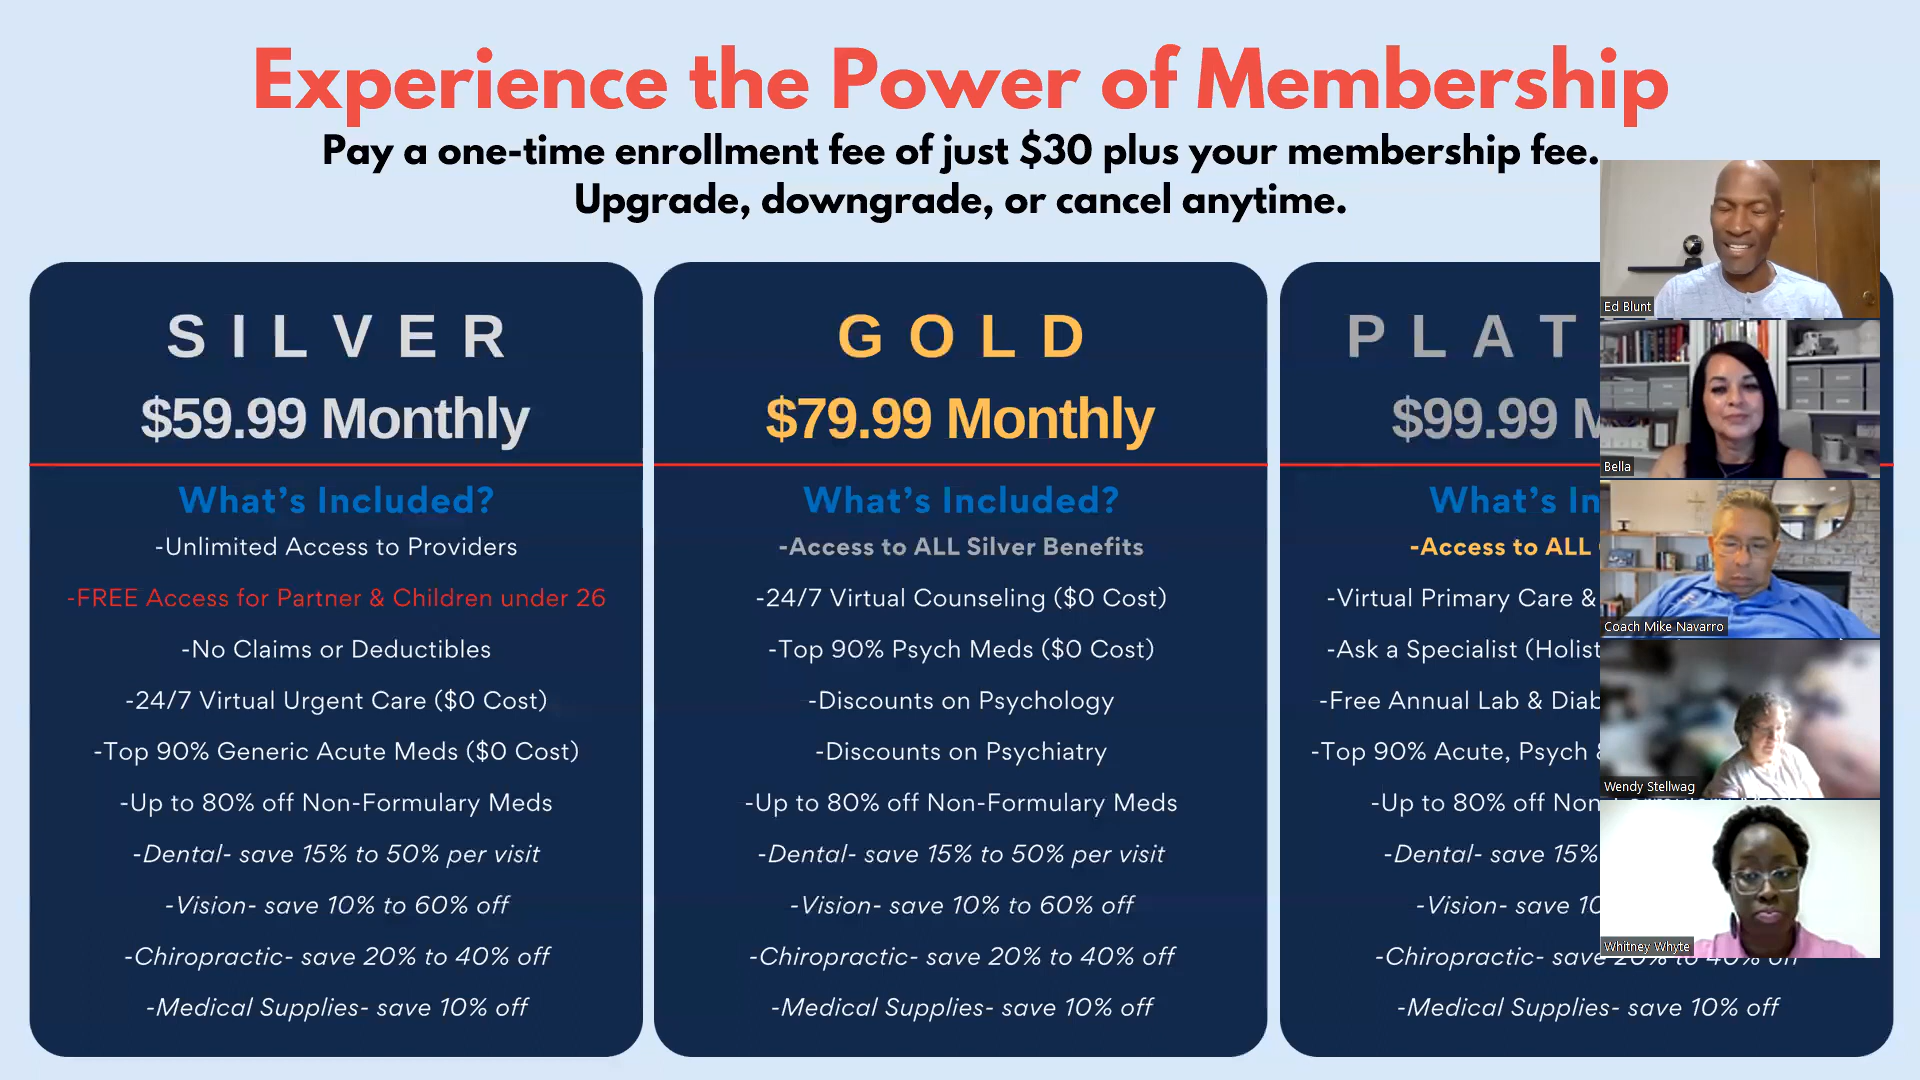 Experience the Power of Membership
Pay a one-time enrollment fee of just $30 plus your membership fee.
Upgrade, downgrade, or cancel anytime.
SILVER
$59.99 Monthly
What's Included?
-Unlimited Access to Providers
-FREE Access for Partner & Children under 26
-No Claims or Deductibles
-24/7 Virtual Urgent Care ($0 Cost)
-Top 90% Generic Acute Meds ($0 Cost)
-Up to 80% off Non-Formulary Meds
-Dental- save 15% to 50% per visit
-Vision- save 10% to 60% off
-Chiropractic- save 20% to 40% off
-Medical Supplies- save 10% off
GOLD
$79.99 Monthly
What's Included?
-Access to ALL Silver Benefits
-24/7 Virtual Counseling ($0 Cost)
-Top 90% Psych Meds ($0 Cost)
-Discounts on Psychology
-Discounts on Psychiatry
-Up to 80% off Non-Formulary Meds
-Dental- save 15% to 50% per visit
-Vision- save 10% to 60% off
-Chiropractic- save 20% to 40% off
-Medical Supplies- save 10% off
PLAT
$99.99
What's In
-Access to ALL
-Virtual Primary Care &
-Ask a Specialist (Holist
-Free Annual Lab & Diab
-Top 90% Acute, Psych
-Up to 80% off Non
-Dental- save 15%
-Vision- save 10
-Chiropractic- save 20% to 40% off
-Medical Supplies- save 10% off
Ed Blunt
Bella
Coach Mike Navarro
Wendy Stellwag
Whitney Whyte